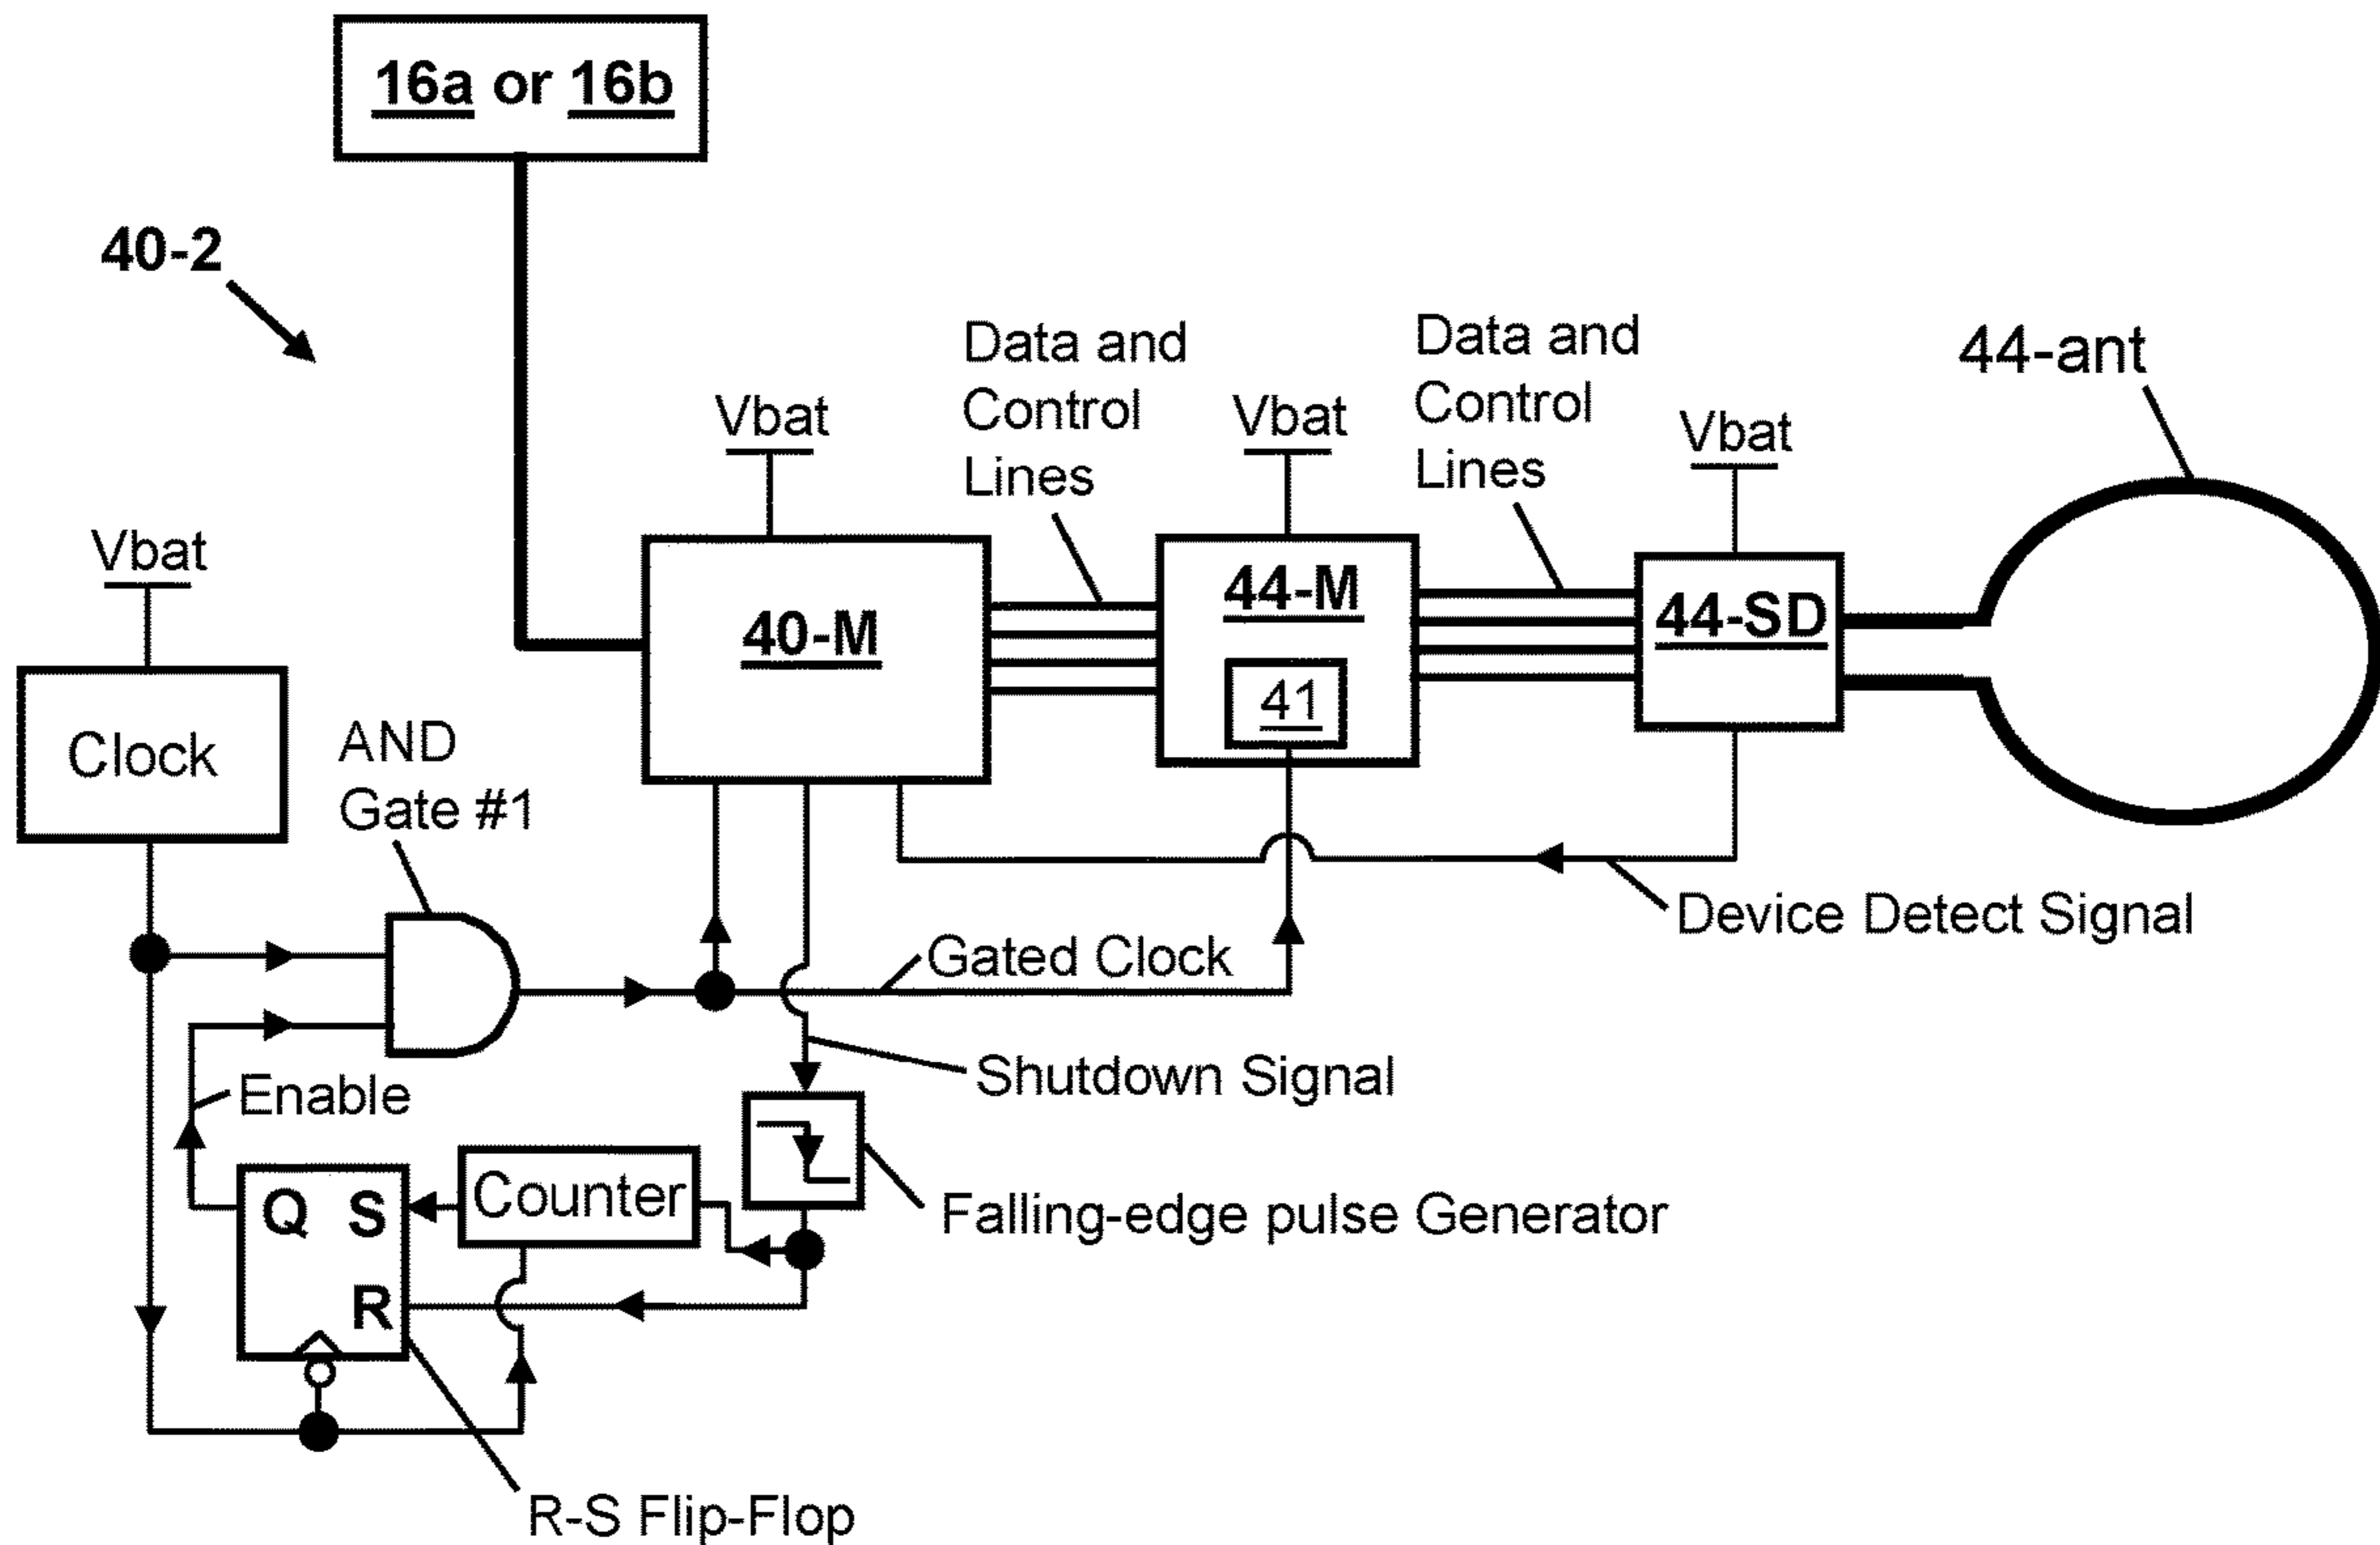 16a or 16b
40-2
Data and
Control
Lines
Data and
Control
Lines
44-ant
Vbat
Vbat
Vbat
Vbat
40-M
44-M
41
44-SD
Clock
AND
Gate #1
Device Detect Signal
Gated Clock
Shutdown Signal
Enable
Q
S
R
Counter
Falling-edge pulse Generator
R-S Flip-Flop